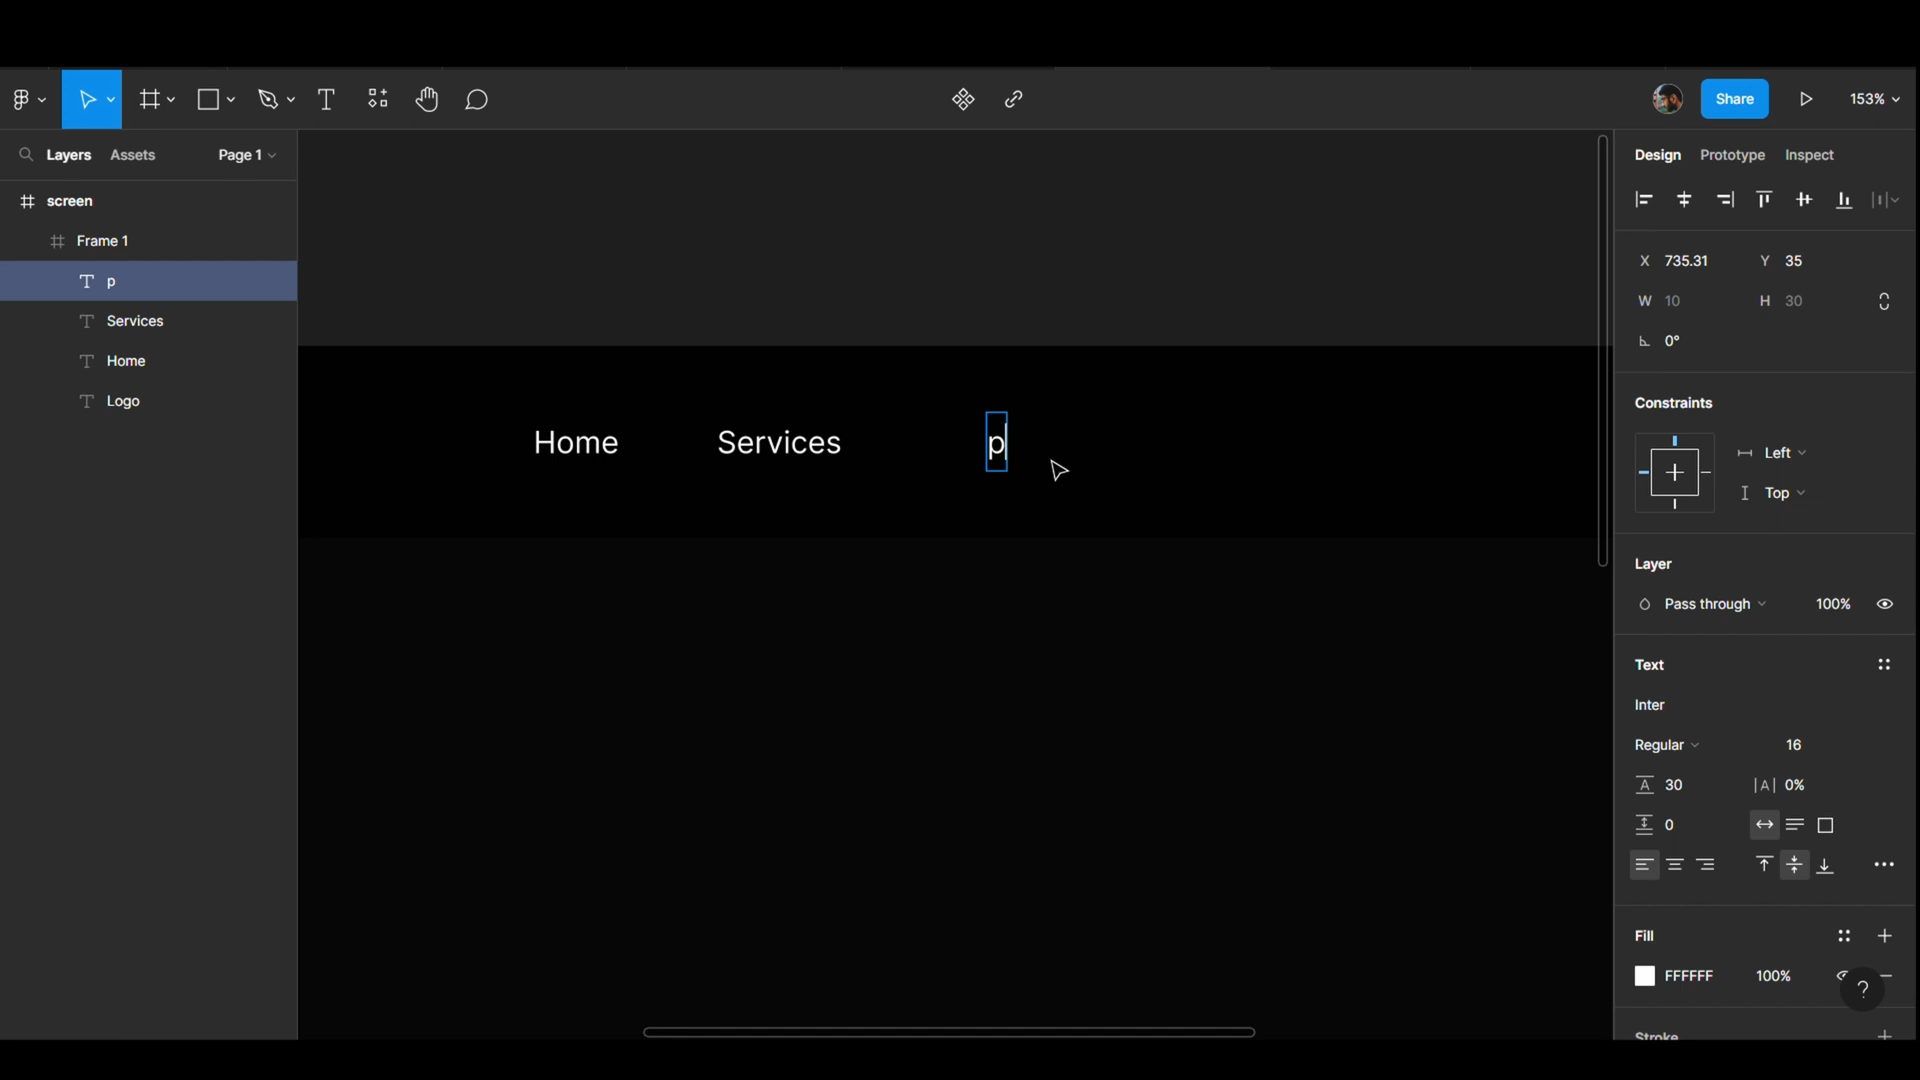 Share
153%
Layers
Assets
Page 1
Design
Prototype
Inspect
screen
Frame 1
p
Services
Home
Logo
Home
Services
p
X 735.31
Y 35
W 10
H 30
0°
Constraints
Left
Top
Layer
Pass through
100%
Text
Inter
Regular
16
A 30
|A| 0%
0
Fill
FFFFFF
100%
?
Stroke